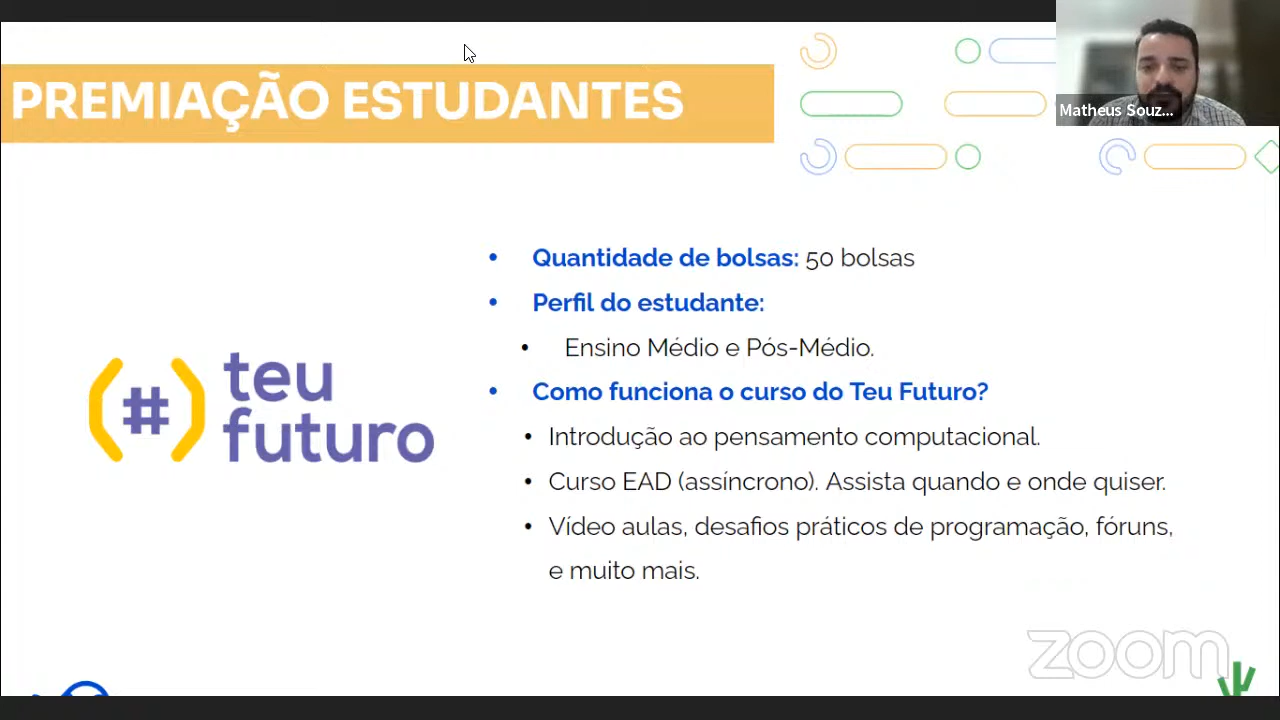 PREMIAÇÃO ESTUDANTES
Matheus Souz...
• Quantidade de bolsas: 50 bolsas
• Perfil do estudante:
• Ensino Médio e Pós-Médio.
• Como funciona o curso do Teu Futuro?
• Introdução ao pensamento computacional.
• Curso EAD (assíncrono). Assista quando e onde quiser.
• Vídeo aulas, desafios práticos de programação, fóruns,
e muito mais.
(#) teu
futuro
zoom